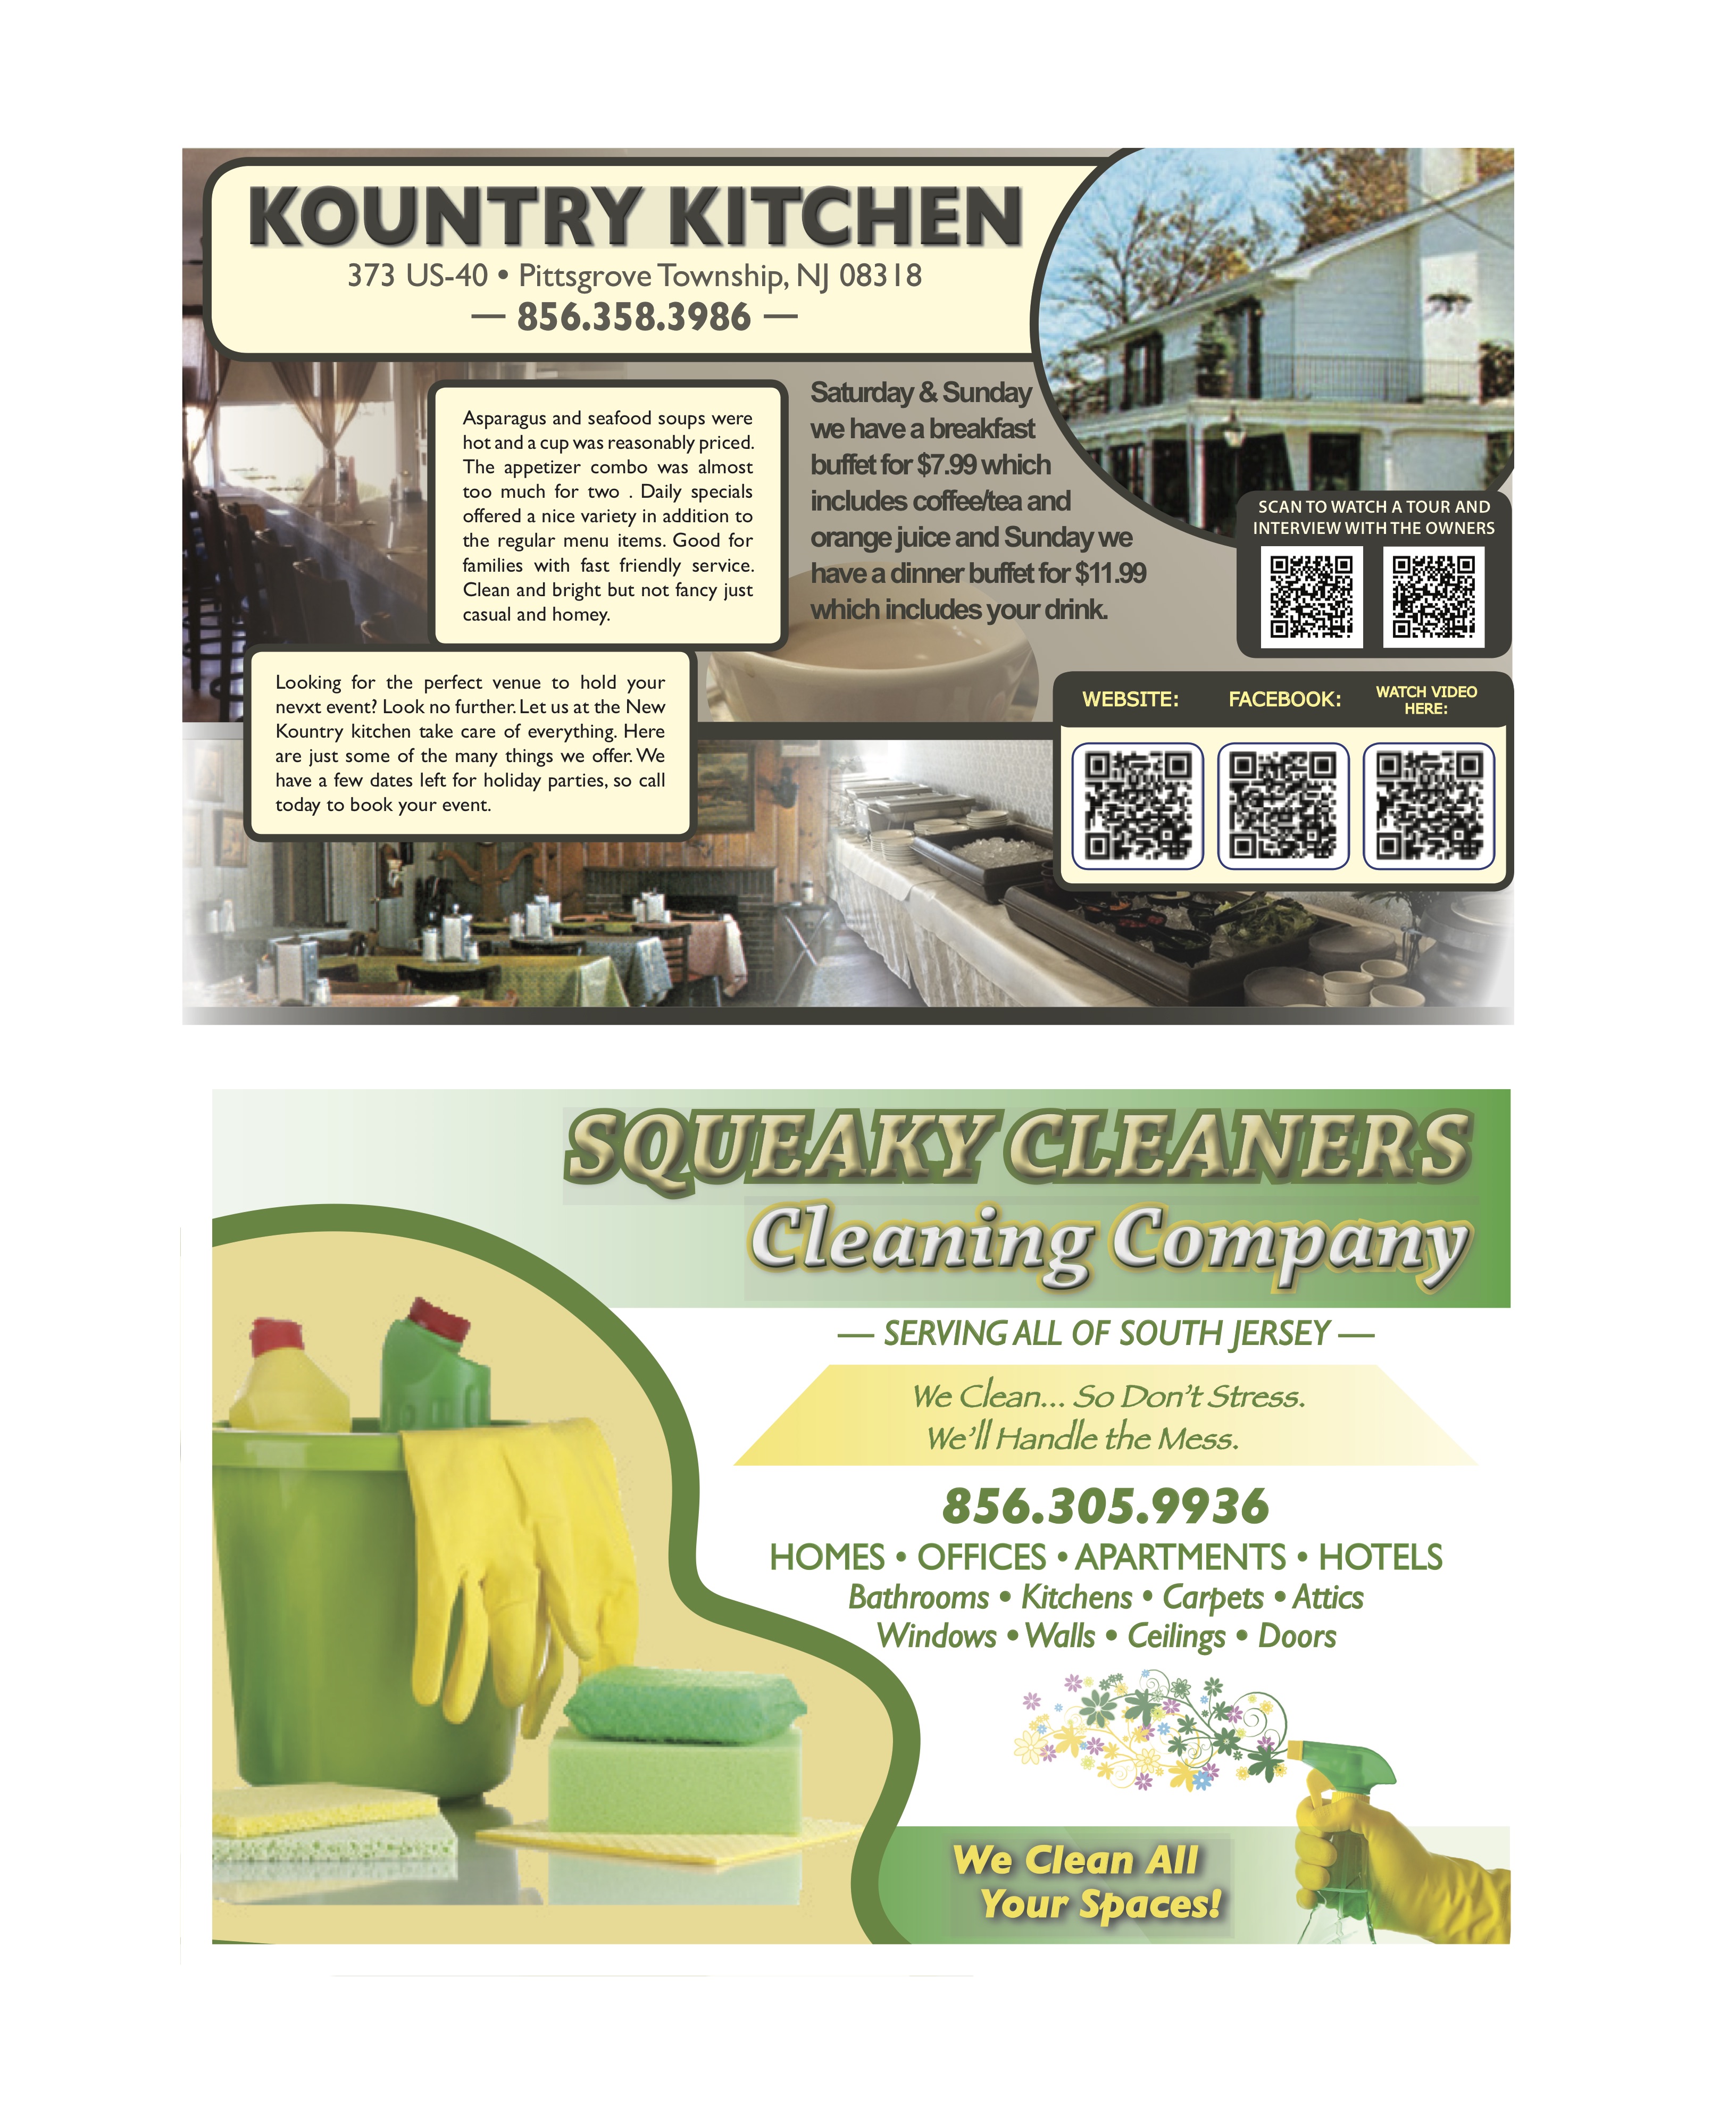 KOUNTRY KITCHEN
373 US-40 • Pittsgrove Township, NJ 08318
— 856.358.3986 —
Asparagus and seafood soups were
hot and a cup was reasonably priced.
The appetizer combo was almost
too much for two . Daily specials
offered a nice variety in addition to
the regular menu items. Good for
families with fast friendly service.
Clean and bright but not fancy just
casual and homey.
Saturday & Sunday
we have a breakfast
buffet for $7.99 which
includes coffee/tea and
orange juice and Sunday we
have a dinner buffet for $11.99
which includes your drink.
SCAN TO WATCH A TOUR AND
INTERVIEW WITH THE OWNERS
Looking for the perfect venue to hold your
nevxt event? Look no further. Let us at the New
Kountry kitchen take care of everything. Here
are just some of the many things we offer. We
have a few dates left for holiday parties, so call
today to book your event.
WEBSITE:
FACEBOOK:
WATCH VIDEO
HERE:
SQUEAKY CLEANERS
Cleaning Company
— SERVING ALL OF SOUTH JERSEY —
We Clean... So Don't Stress.
We'll Handle the Mess.
856.305.9936
HOMES • OFFICES • APARTMENTS • HOTELS
Bathrooms • Kitchens • Carpets • Attics
Windows • Walls • Ceilings • Doors
We Clean All
Your Spaces!